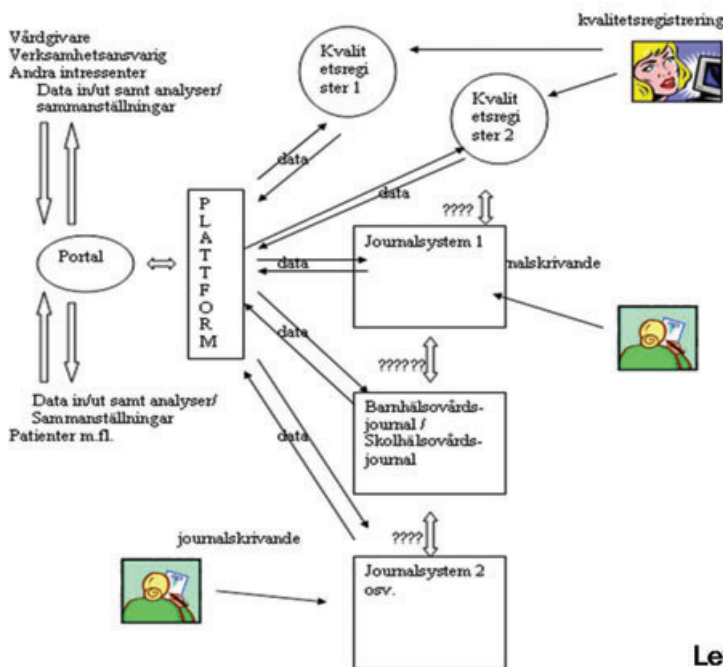 Vårdgivare
Verksamhetsansvarig
Andra intressenter
Data in/ut samt analyser/
sammanställningar
kvalitetsregistrering
Kvalit
etsregi
ster 1
Kvalit
etsregi
ster 2
data
data
????
P
L
A
T
T
F
O
R
M
Portal
Journalsystem 1
data
nalskrivande
data
??????
Data in/ut samt analyser/
Sammanställningar
Patienter m.fl.
Barnhälsovårds-
journal /
Skolhälsovårds-
journal
data
????
journalskrivande
Journalsystem 2
osv.
Le